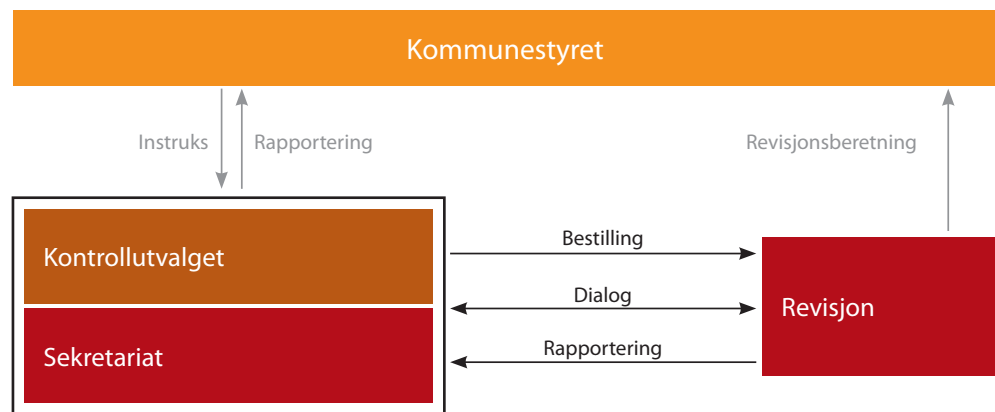 Kommunestyret
Instruks
Rapportering
Revisjonsberetning
Kontrollutvalget
Bestilling
Dialog
Revisjon
Rapportering
Sekretariat